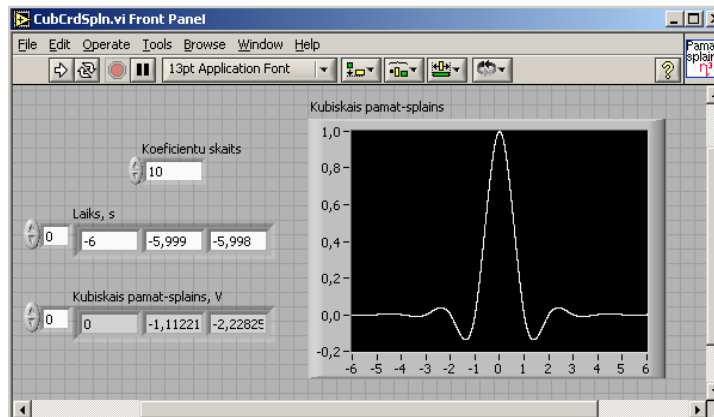 CubCrdSpln.vi Front Panel
File Edit Operate Tools Browse Window Help
13pt Application Font
Pamat
splain
Kubiskais pamat-splains
Koeficientu skaits
10
Laiks, s
0 -6 -5,999 -5,998
Kubiskais pamat-splains, V
0 0 -1,11221 -2,22825
1,0
0,8
0,6
0,4
0,2
0,0
-0,2
-6 -5 -4 -3 -2 -1 0 1 2 3 4 5 6